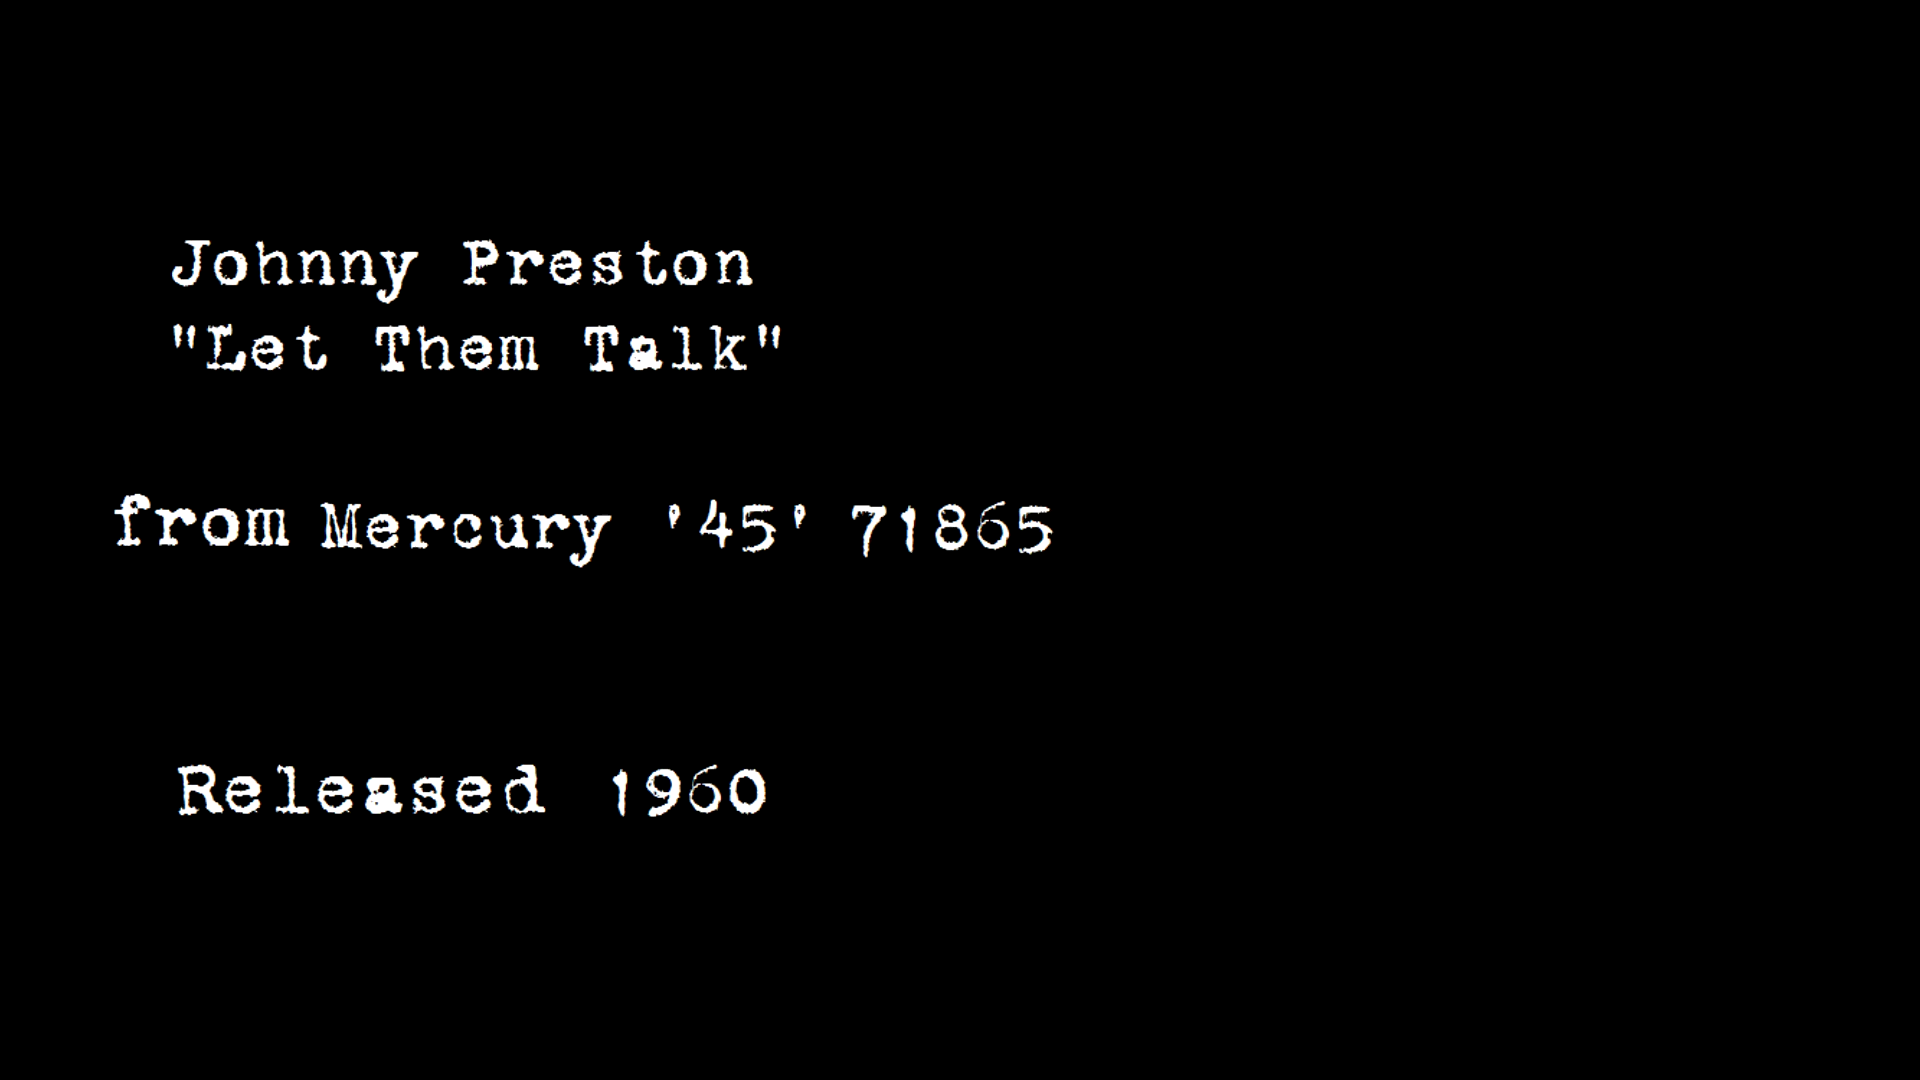 Johnny Preston
"Let Them Talk"
from Mercury '45' 71865
Released 1960